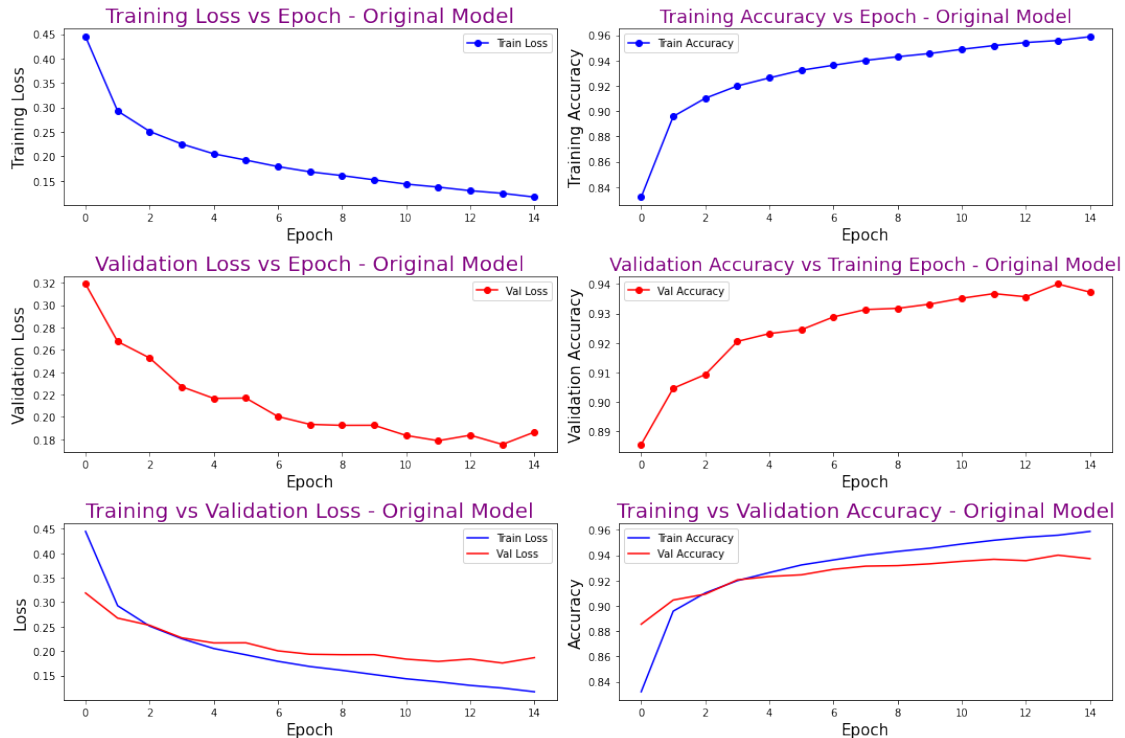 Training Loss vs Epoch - Original Model
Training Loss
0.45
0.40
0.35
0.30
0.25
0.20
0.15
Train Loss
0 2 4 6 8 10 12 14
Epoch
Training Accuracy vs Epoch - Original Model
Training Accuracy
0.96
0.94
0.92
0.90
0.88
0.86
0.84
Train Accuracy
0 2 4 6 8 10 12 14
Epoch
Validation Loss vs Epoch - Original Model
Validation Loss
0.32
0.30
0.28
0.26
0.24
0.22
0.20
0.18
Val Loss
0 2 4 6 8 10 12 14
Epoch
Validation Accuracy vs Training Epoch - Original Model
Validation Accuracy
0.94
0.93
0.92
0.91
0.90
0.89
Val Accuracy
0 2 4 6 8 10 12 14
Epoch
Training vs Validation Loss - Original Model
Loss
0.45
0.40
0.35
0.30
0.25
0.20
0.15
Train Loss
Val Loss
0 2 4 6 8 10 12 14
Epoch
Training vs Validation Accuracy - Original Model
Accuracy
0.96
0.94
0.92
0.90
0.88
0.86
0.84
Train Accuracy
Val Accuracy
0 2 4 6 8 10 12 14
Epoch